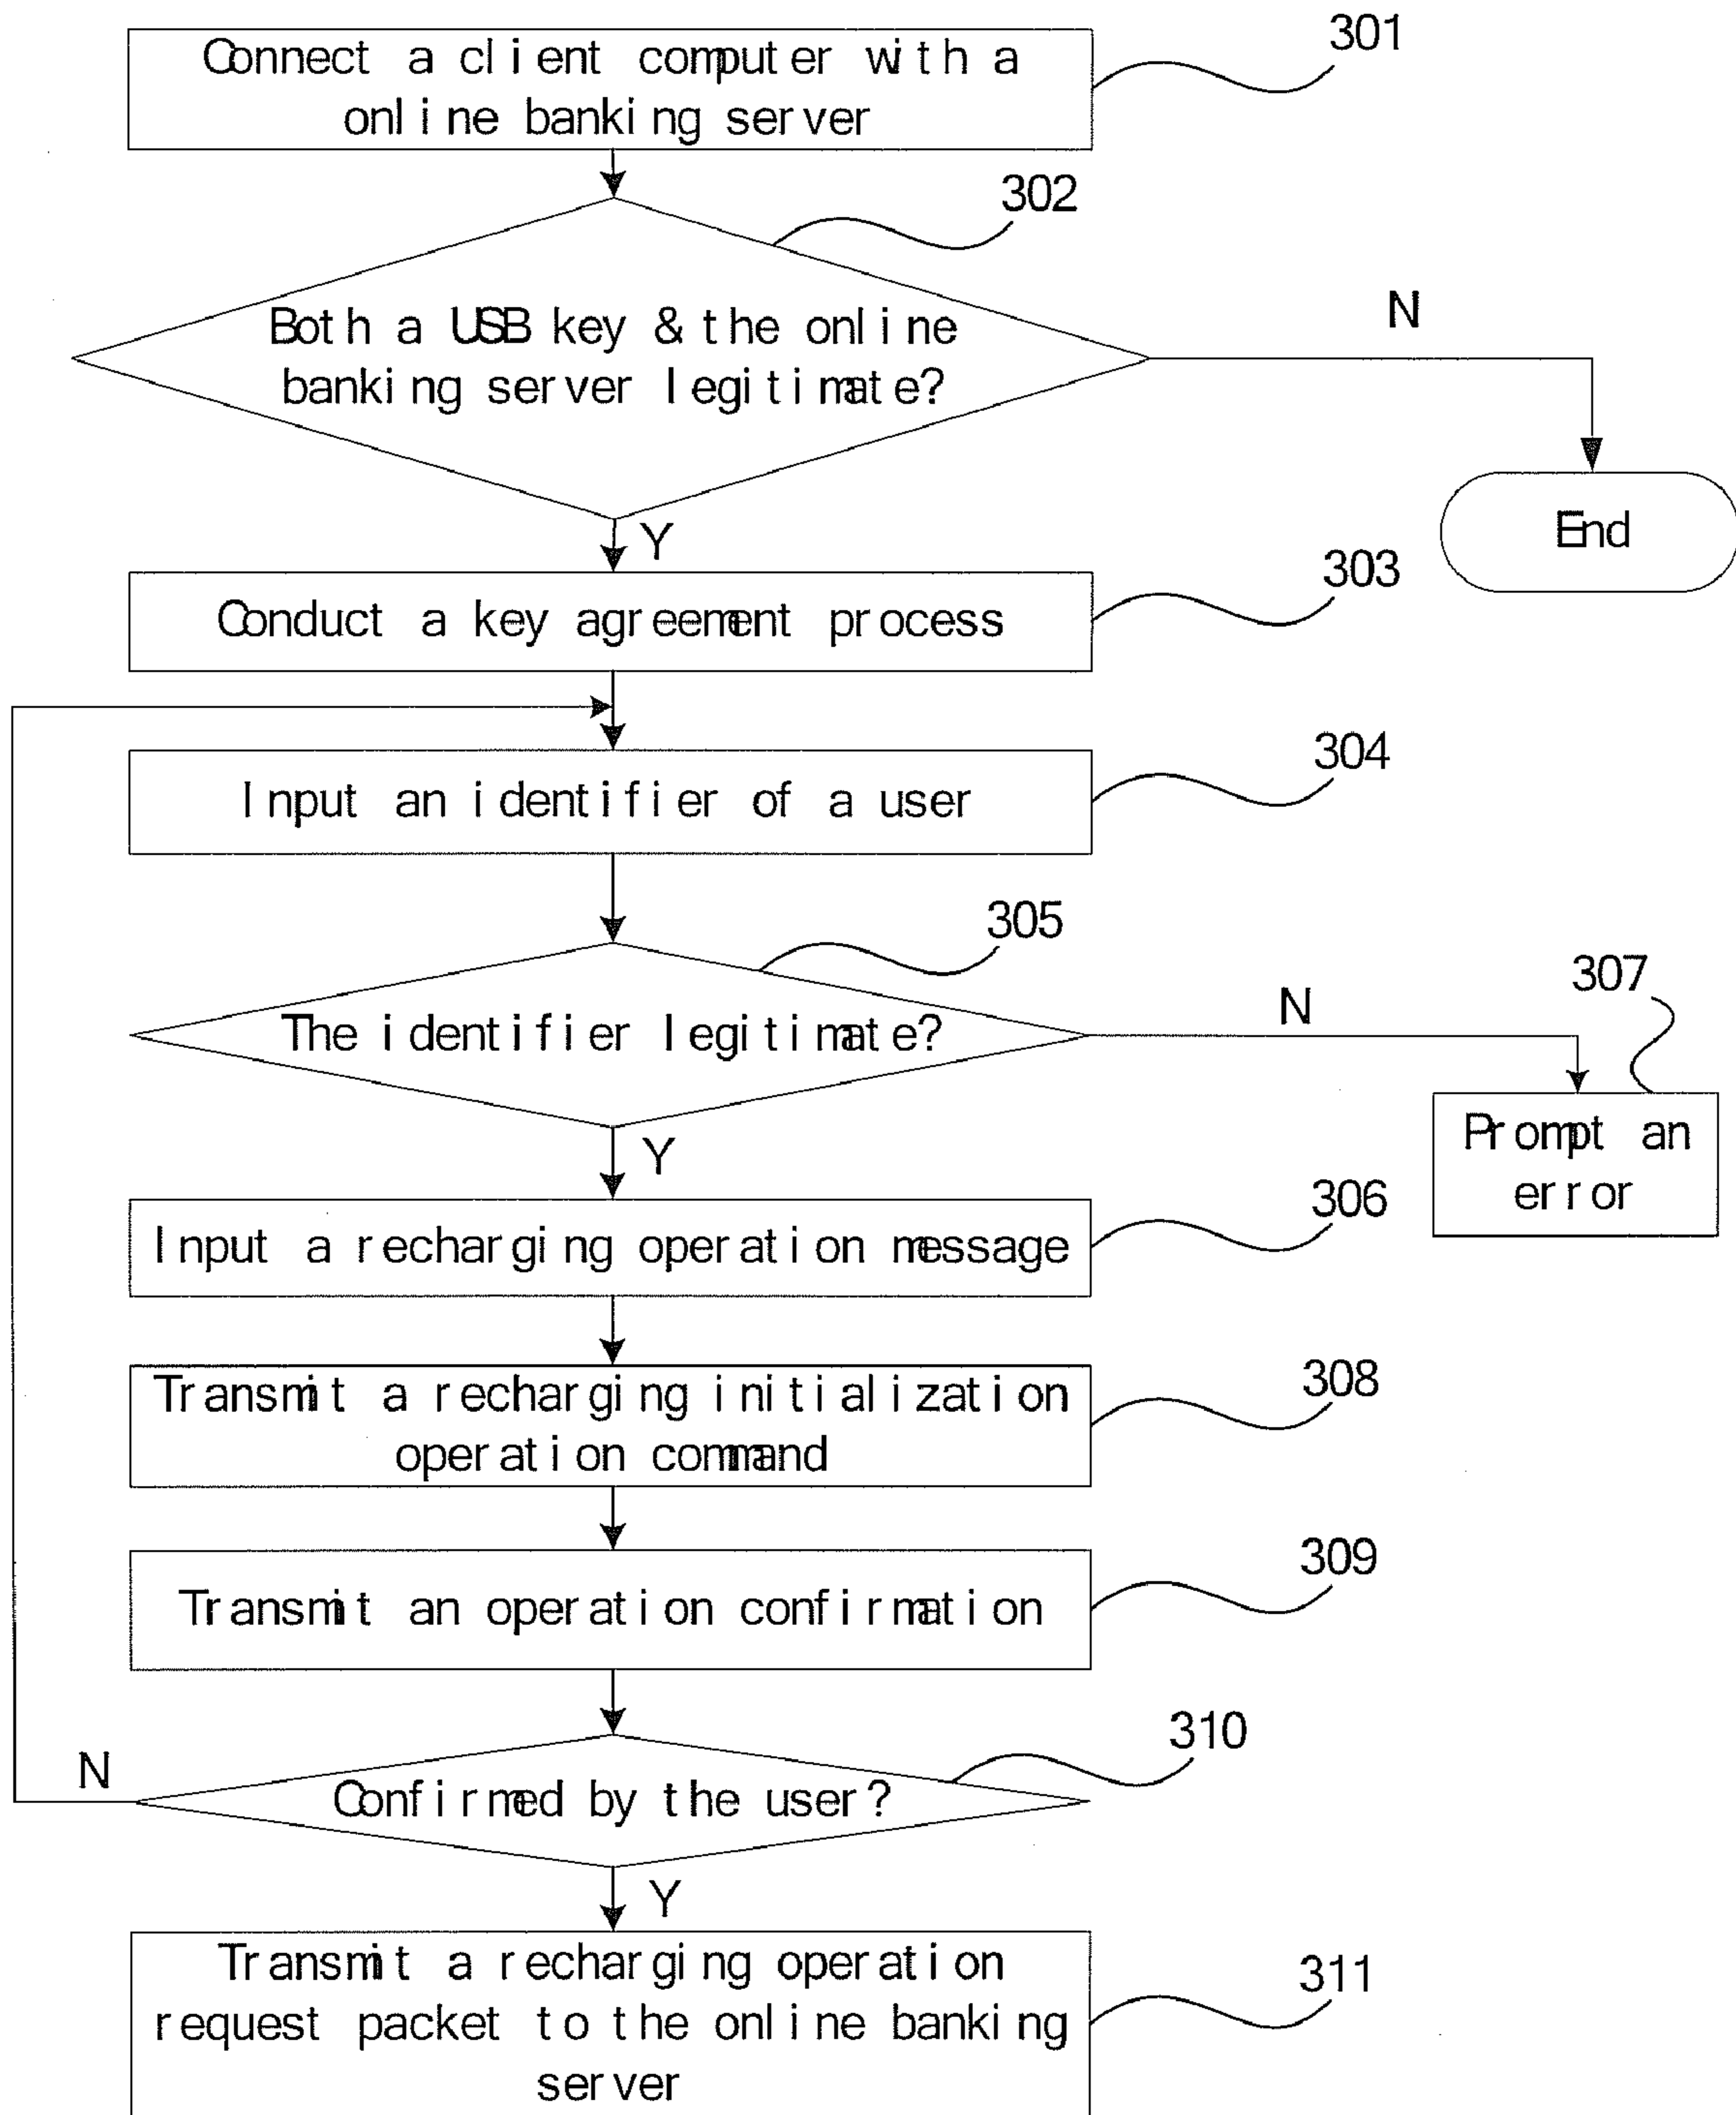 Connect a client computer with a
online banking server
301
302
Both a USB key & the online
banking server legitimate?
N
End
Y
Conduct a key agreement process
303
Input an identifier of a user
304
305
The identifier legitimate?
N
307
Prompt an
error
Y
Input a recharging operation message
306
Transmit a recharging initialization
operation command
308
Transmit an operation confirmation
309
310
N
Confirmed by the user?
Y
Transmit a recharging operation
request packet to the online banking
server
311